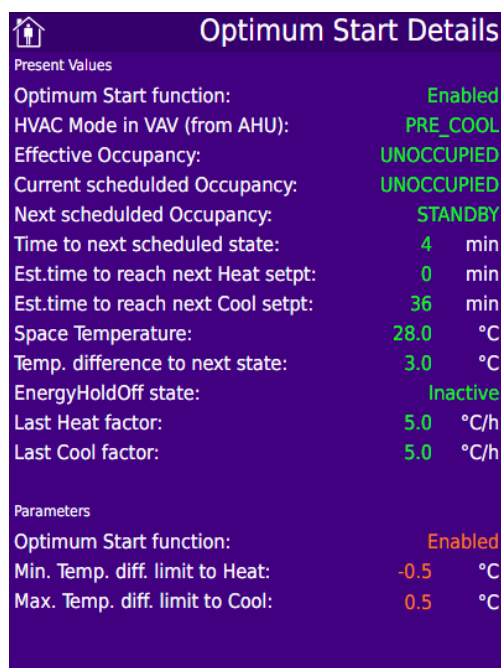 Optimum Start Details
Present Values
Optimum Start function: Enabled
HVAC Mode in VAV (from AHU): PRE_COOL
Effective Occupancy: UNOCCUPIED
Current schedulded Occupancy: UNOCCUPIED
Next schedulded Occupancy: STANDBY
Time to next scheduled state: 4 min
Est.time to reach next Heat setpt: 0 min
Est.time to reach next Cool setpt: 36 min
Space Temperature: 28.0 °C
Temp. difference to next state: 3.0 °C
EnergyHoldOff state: Inactive
Last Heat factor: 5.0 °C/h
Last Cool factor: 5.0 °C/h
Parameters
Optimum Start function: Enabled
Min. Temp. diff. limit to Heat: -0.5 °C
Max. Temp. diff. limit to Cool: 0.5 °C